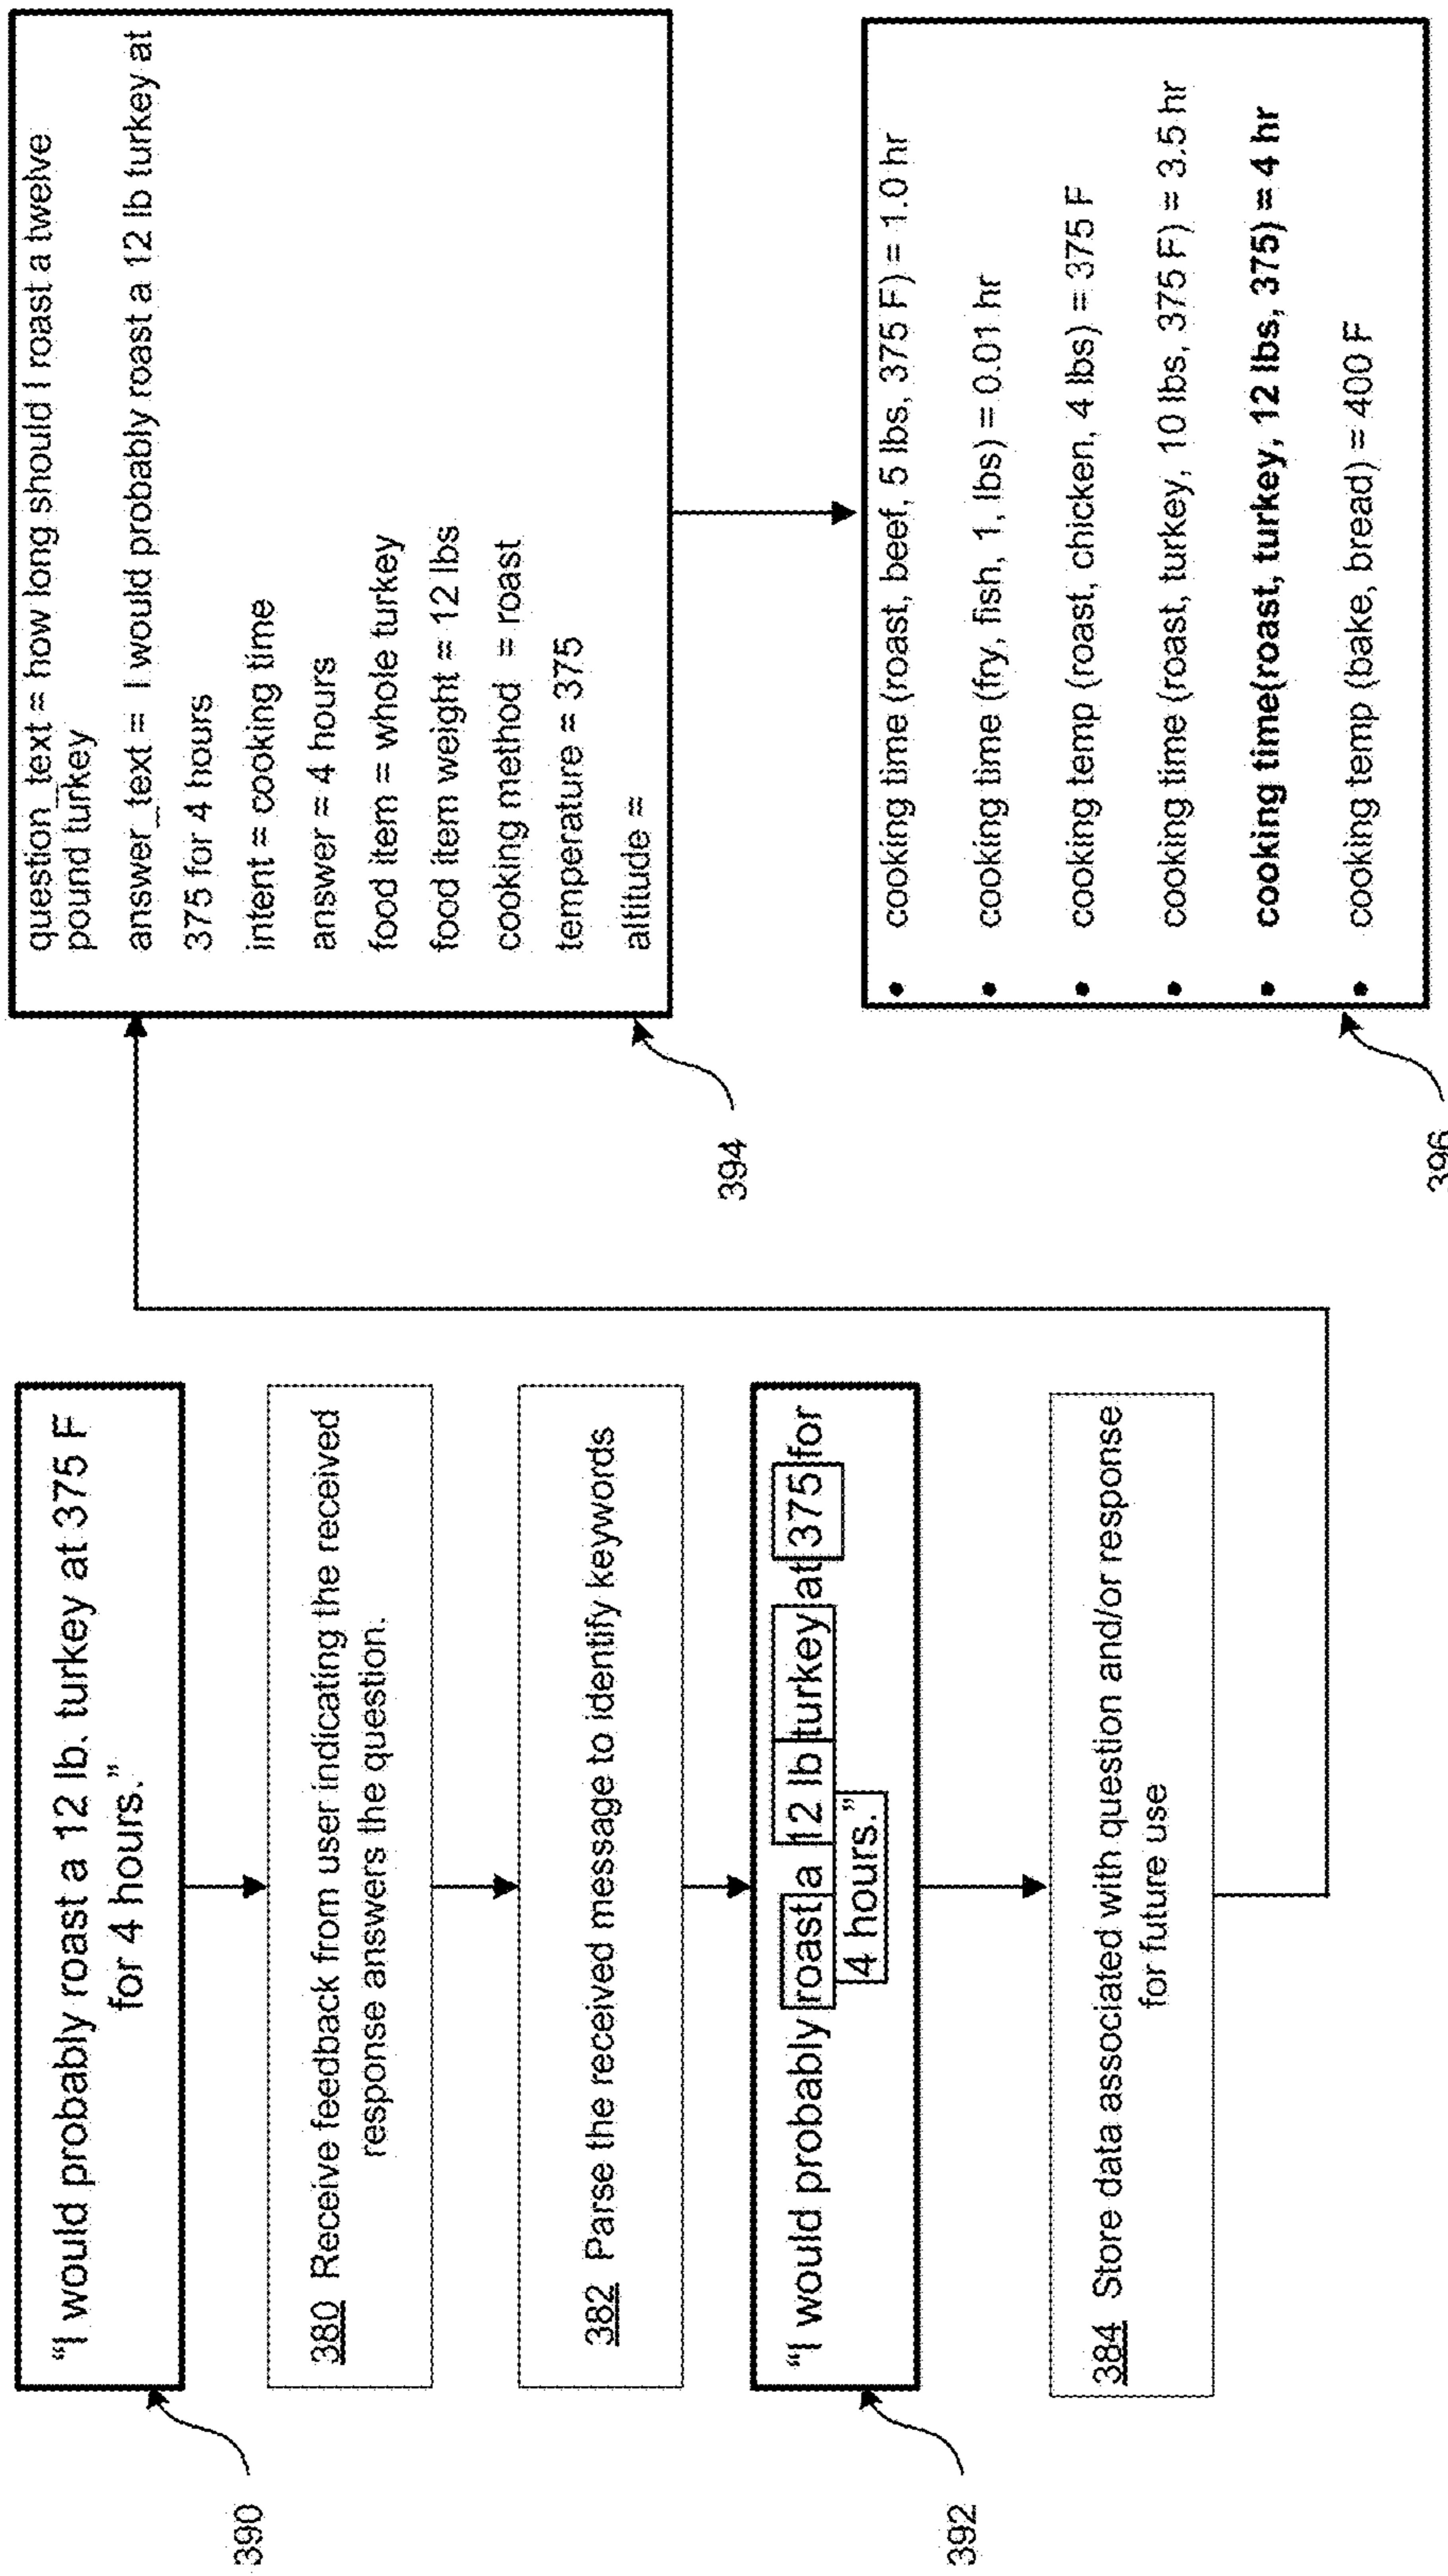 "I would probably roast a 12 lb. turkey at 375 F
for 4 hours."
390
380 Receive feedback from user indicating the received
response answers the question.
382 Parse the received message to identify keywords
"I would probably roast a 12 lb turkey at 375 for
4 hours."
392
384 Store data associated with question and/or response
for future use
question_text = how long should I roast a twelve
pound turkey
answer_text = I would probably roast a 12 lb turkey at
375 for 4 hours
intent = cooking time
answer = 4 hours
food item = whole turkey
food item weight = 12 lbs
cooking method = roast
temperature = 375
altitude =
394
• cooking time (roast, beef, 5 lbs, 375 F) = 1.0 hr
• cooking time (fry, fish, 1, lbs) = 0.01 hr
• cooking temp (roast, chicken, 4 lbs) = 375 F
• cooking time (roast, turkey, 10 lbs, 375 F) = 3.5 hr
• cooking time(roast, turkey, 12 lbs, 375) = 4 hr
• cooking temp (bake, bread) = 400 F
396